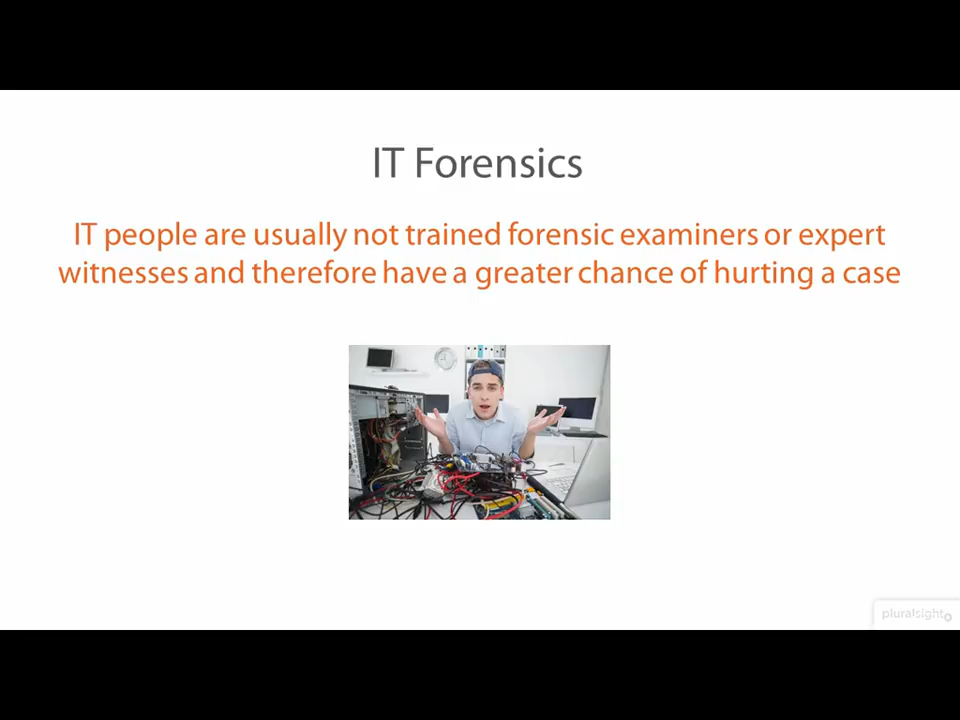 IT Forensics
IT people are usually not trained forensic examiners or expert
witnesses and therefore have a greater chance of hurting a case
pluralsight